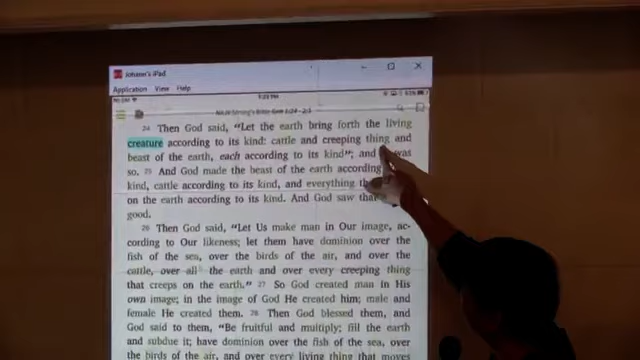 Johann's iPad
Application View Help
24 Then God said, "Let the earth bring forth the living
creature according to its kind: cattle and creeping thing and
beast of the earth, each according to its kind"; and was
so. 25 And God made the beast of the earth according
kind, cattle according to its kind, and everything
on the earth according to its kind. And God saw that
good.
26 Then God said, "Let Us make man in Our image, ac-
cording to Our likeness; let them have dominion over the
fish of the sea, over the birds of the air, and over the
cattle, over all the earth and over every creeping thing
that creeps on the earth." 27 So God created man in His
own image; in the image of God He created him; male and
female He created them. 28 Then God blessed them, and
God said to them, "Be fruitful and multiply; fill the earth
and subdue it; have dominion over the fish of the sea, over
the birds of the air, and over every living thing that moves